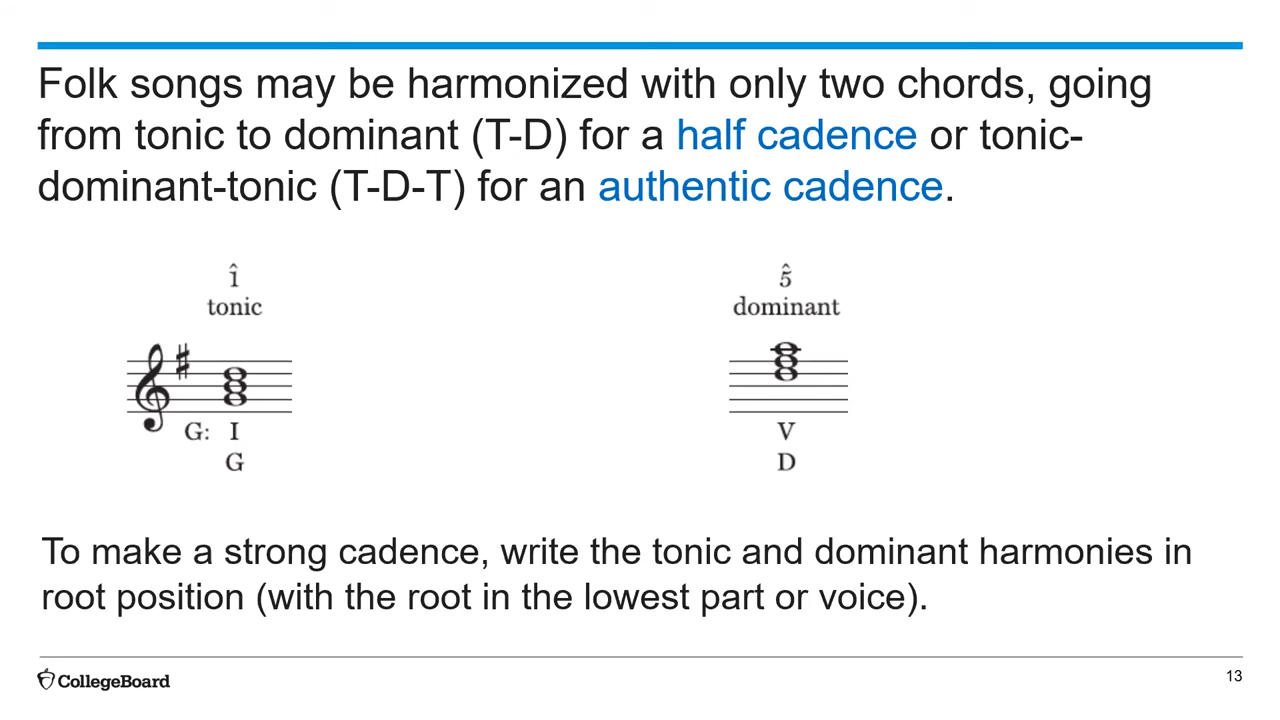 Folk songs may be harmonized with only two chords, going
from tonic to dominant (T-D) for a half cadence or tonic-
dominant-tonic (T-D-T) for an authentic cadence.
1̂
tonic
5̂
dominant
G: I
G
V
D
To make a strong cadence, write the tonic and dominant harmonies in
root position (with the root in the lowest part or voice).
CollegeBoard
13